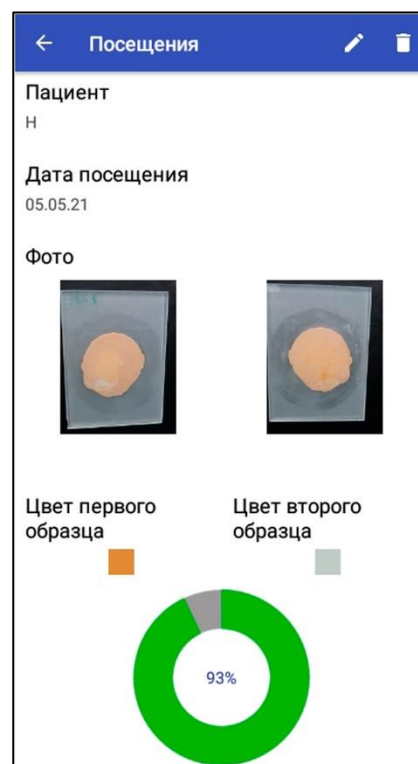 Посещения
Пациент
Н
Дата посещения
05.05.21
Фото
Цвет первого образца
Цвет второго образца
93%